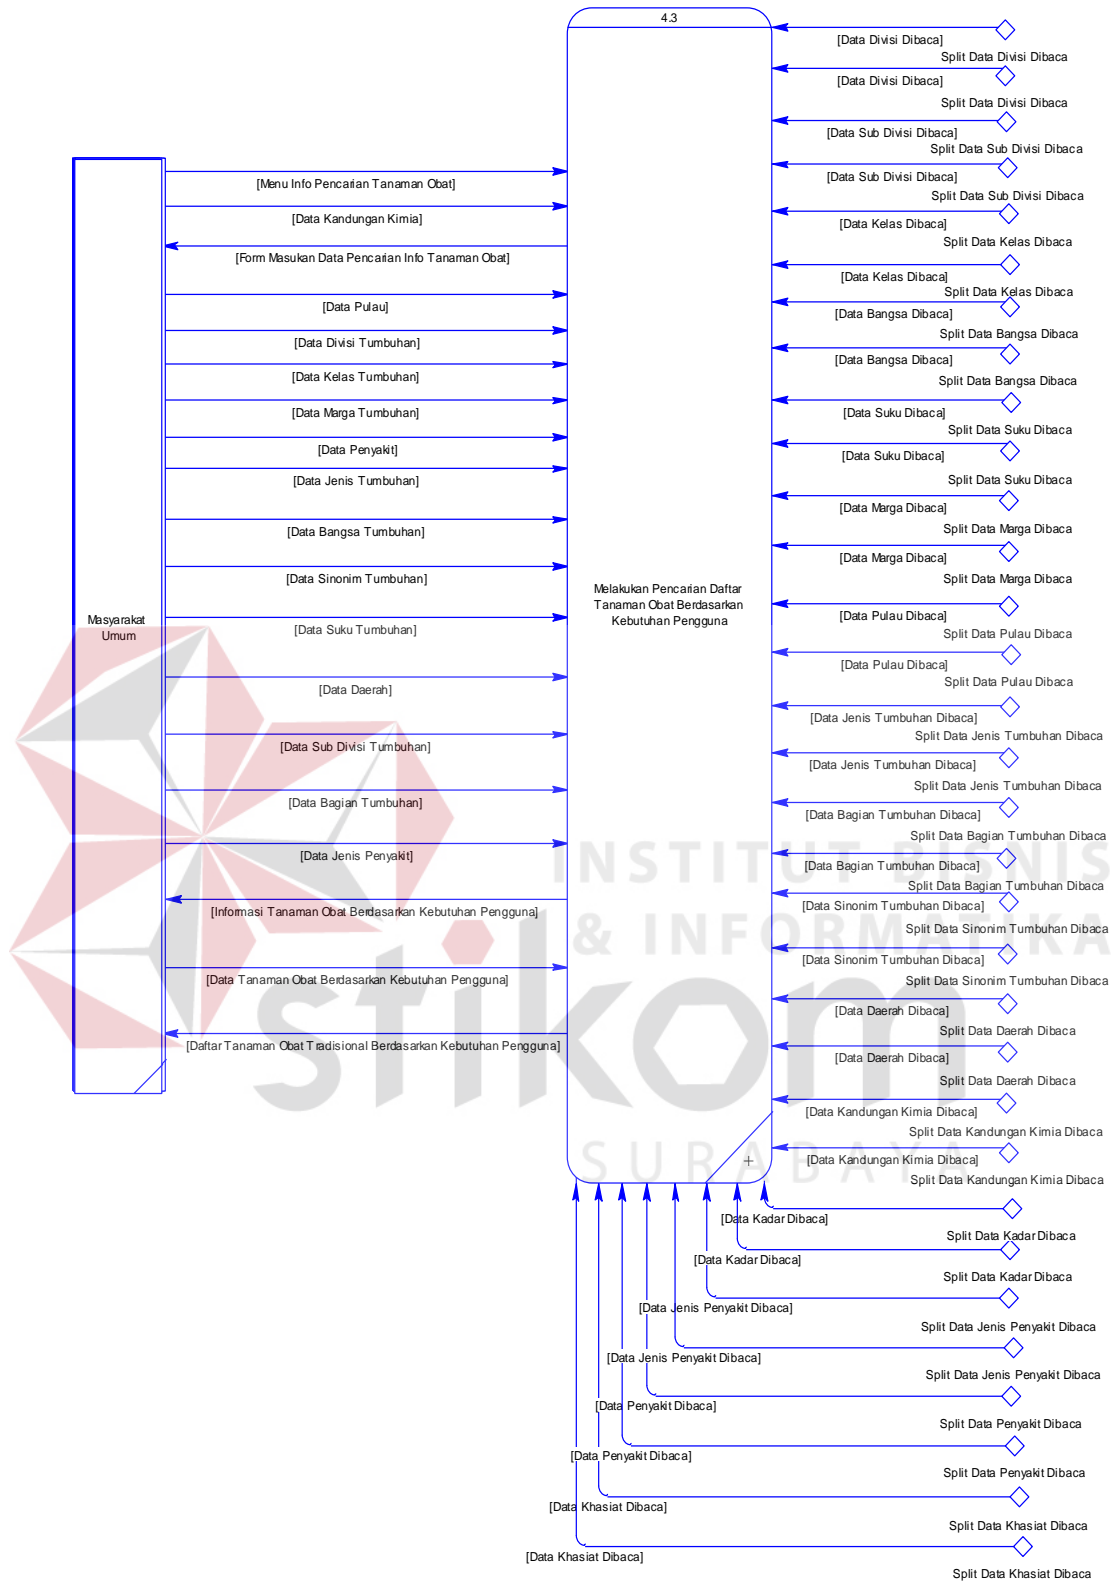 4.3
[Data Divisi Dibaca]
Split Data Divisi Dibaca
[Data Divisi Dibaca]
Split Data Divisi Dibaca
[Data Sub Divisi Dibaca]
Split Data Sub Divisi Dibaca
[Data Sub Divisi Dibaca]
Split Data Sub Divisi Dibaca
[Data Kelas Dibaca]
Split Data Kelas Dibaca
[Data Kelas Dibaca]
Split Data Kelas Dibaca
[Data Bangsa Dibaca]
Split Data Bangsa Dibaca
[Data Bangsa Dibaca]
Split Data Bangsa Dibaca
[Data Suku Dibaca]
Split Data Suku Dibaca
[Data Suku Dibaca]
Split Data Suku Dibaca
[Data Marga Dibaca]
Split Data Marga Dibaca
[Data Marga Dibaca]
Split Data Marga Dibaca
[Data Pulau Dibaca]
Split Data Pulau Dibaca
[Data Pulau Dibaca]
Split Data Pulau Dibaca
[Data Jenis Tumbuhan Dibaca]
Split Data Jenis Tumbuhan Dibaca
[Data Jenis Tumbuhan Dibaca]
Split Data Jenis Tumbuhan Dibaca
[Data Bagian Tumbuhan Dibaca]
Split Data Bagian Tumbuhan Dibaca
[Data Bagian Tumbuhan Dibaca]
Split Data Bagian Tumbuhan Dibaca
[Data Sinonim Tumbuhan Dibaca]
Split Data Sinonim Tumbuhan Dibaca
[Data Sinonim Tumbuhan Dibaca]
Split Data Sinonim Tumbuhan Dibaca
[Data Daerah Dibaca]
Split Data Daerah Dibaca
[Data Daerah Dibaca]
Split Data Daerah Dibaca
[Data Kandungan Kimia Dibaca]
Split Data Kandungan Kimia Dibaca
[Data Kandungan Kimia Dibaca]
Split Data Kandungan Kimia Dibaca
[Menu Info Pencarian Tanaman Obat]
[Data Kandungan Kimia]
[Form Masukan Data Pencarian Info Tanaman Obat]
[Data Pulau]
[Data Divisi Tumbuhan]
[Data Kelas Tumbuhan]
[Data Marga Tumbuhan]
[Data Penyakit]
[Data Jenis Tumbuhan]
[Data Bangsa Tumbuhan]
[Data Sinonim Tumbuhan]
[Data Suku Tumbuhan]
[Data Daerah]
[Data Sub Divisi Tumbuhan]
[Data Bagian Tumbuhan]
[Data Jenis Penyakit]
[Informasi Tanaman Obat Berdasarkan Kebutuhan Pengguna]
[Data Tanaman Obat Berdasarkan Kebutuhan Pengguna]
[Daftar Tanaman Obat Tradisional Berdasarkan Kebutuhan Pengguna]
Masyarakat
Umum
Melakukan Pencarian Daftar
Tanaman Obat Berdasarkan
Kebutuhan Pengguna
INSTITUT BISNIS
& INFORMATIKA
stikom
SURABAYA
[Data Kadar Dibaca]
Split Data Kadar Dibaca
[Data Kadar Dibaca]
Split Data Kadar Dibaca
[Data Jenis Penyakit Dibaca]
Split Data Jenis Penyakit Dibaca
[Data Jenis Penyakit Dibaca]
Split Data Jenis Penyakit Dibaca
[Data Penyakit Dibaca]
Split Data Penyakit Dibaca
[Data Penyakit Dibaca]
Split Data Penyakit Dibaca
[Data Khasiat Dibaca]
Split Data Khasiat Dibaca
[Data Khasiat Dibaca]
Split Data Khasiat Dibaca